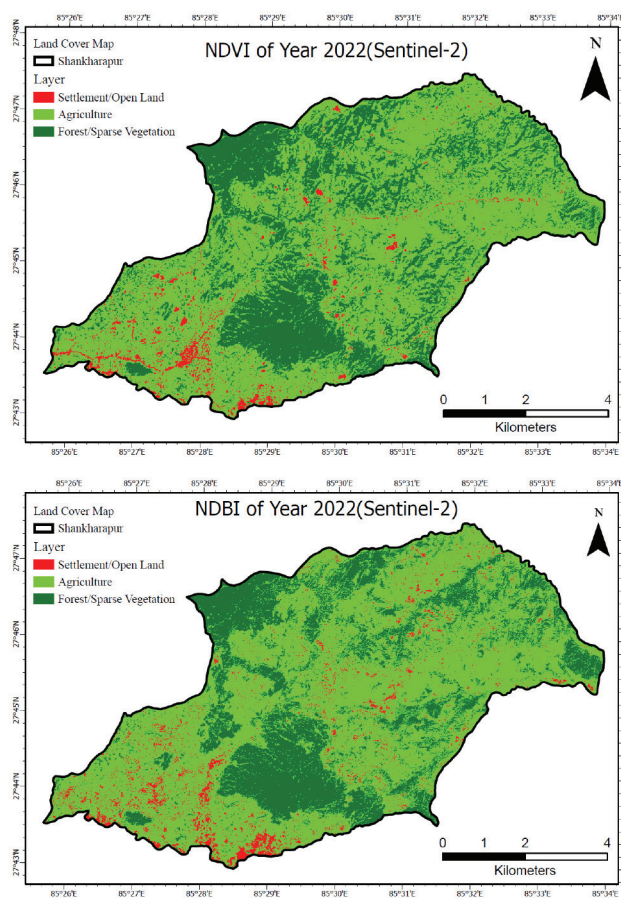 85°26'E 85°27'E 85°28'E 85°29'E 85°30'E 85°31'E 85°32'E 85°33'E 85°34'E
NDVI of Year 2022(Sentinel-2)
Land Cover Map
Shankharapur
Layer
Settlement/Open Land
Agriculture
Forest/Sparse Vegetation
N
27°48'N
27°47'N
27°46'N
27°45'N
27°44'N
27°43'N
0 1 2 4
Kilometers
85°26'E 85°27'E 85°28'E 85°29'E 85°30'E 85°31'E 85°32'E 85°34'E
85°26'E 85°27'E 85°28'E 85°29'E 85°30'E 85°31'E 85°32'E 85°33'E 85°34'E
NDBI of Year 2022(Sentinel-2)
Land Cover Map
Shankharapur
Layer
Settlement/Open Land
Agriculture
Forest/Sparse Vegetation
N
27°47'N
27°46'N
27°45'N
27°44'N
27°43'N
0 1 2 4
Kilometers
85°26'E 85°27'E 85°28'E 85°29'E 85°30'E 85°31'E 85°32'E 85°33'E 85°34'E